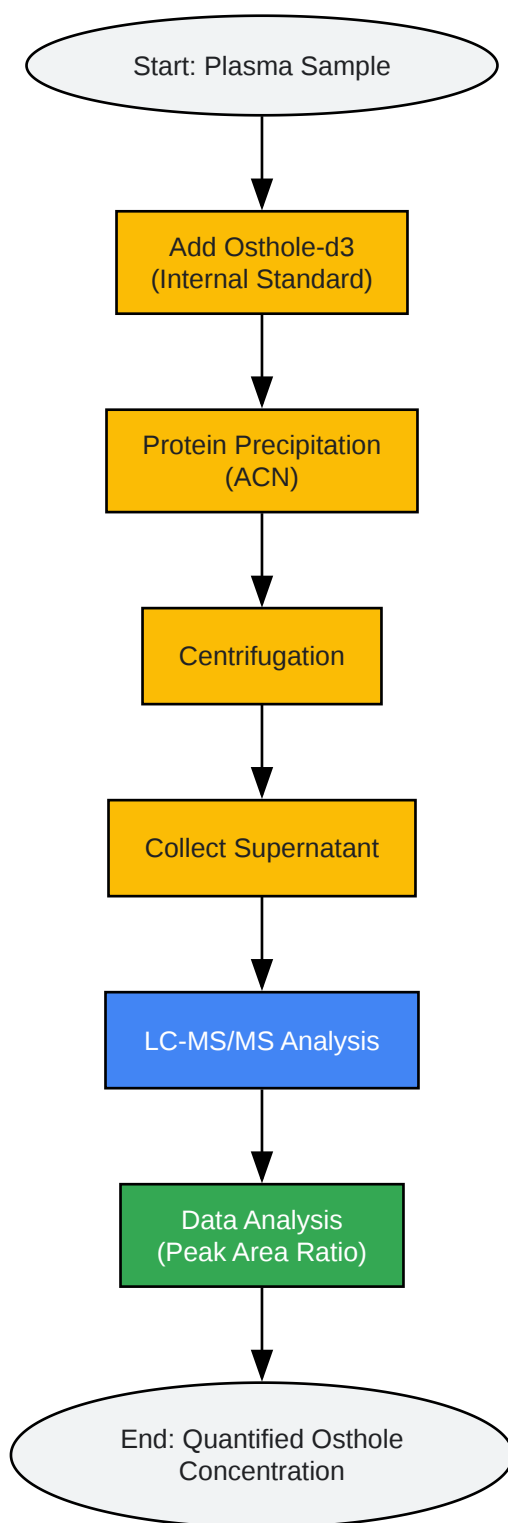 Start: Plasma Sample
Add Osthole-d3
(Internal Standard)
Protein Precipitation
(ACN)
Centrifugation
Collect Supernatant
LC-MS/MS Analysis
Data Analysis
(Peak Area Ratio)
End: Quantified Osthole
Concentration